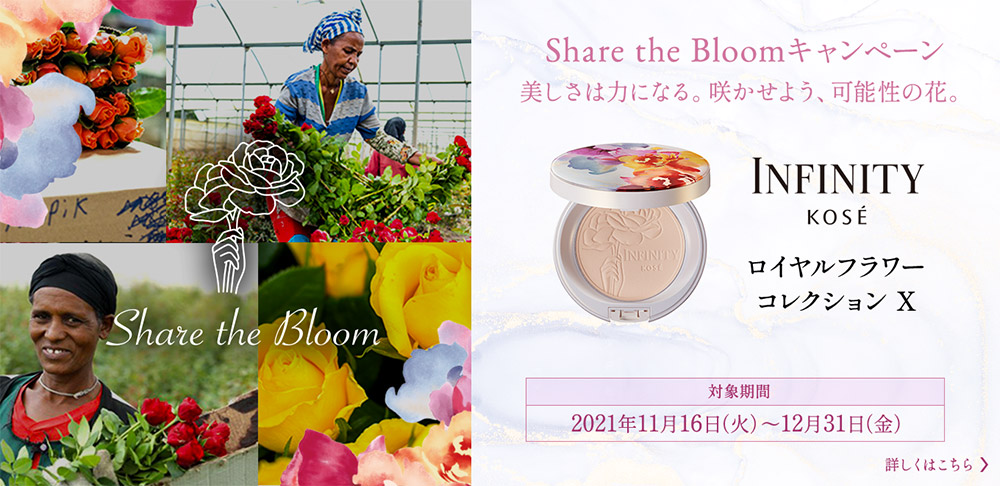 Share the Bloomキャンペーン
美しさは力になる。咲かせよう、可能性の花。
INFINITY
KOSÉ
ロイヤルフラワー
コレクション X
INFINITY
KOSÉ
Share the Bloom
対象期間
2021年11月16日(火)〜12月31日(金)
詳しくはこちら 〉